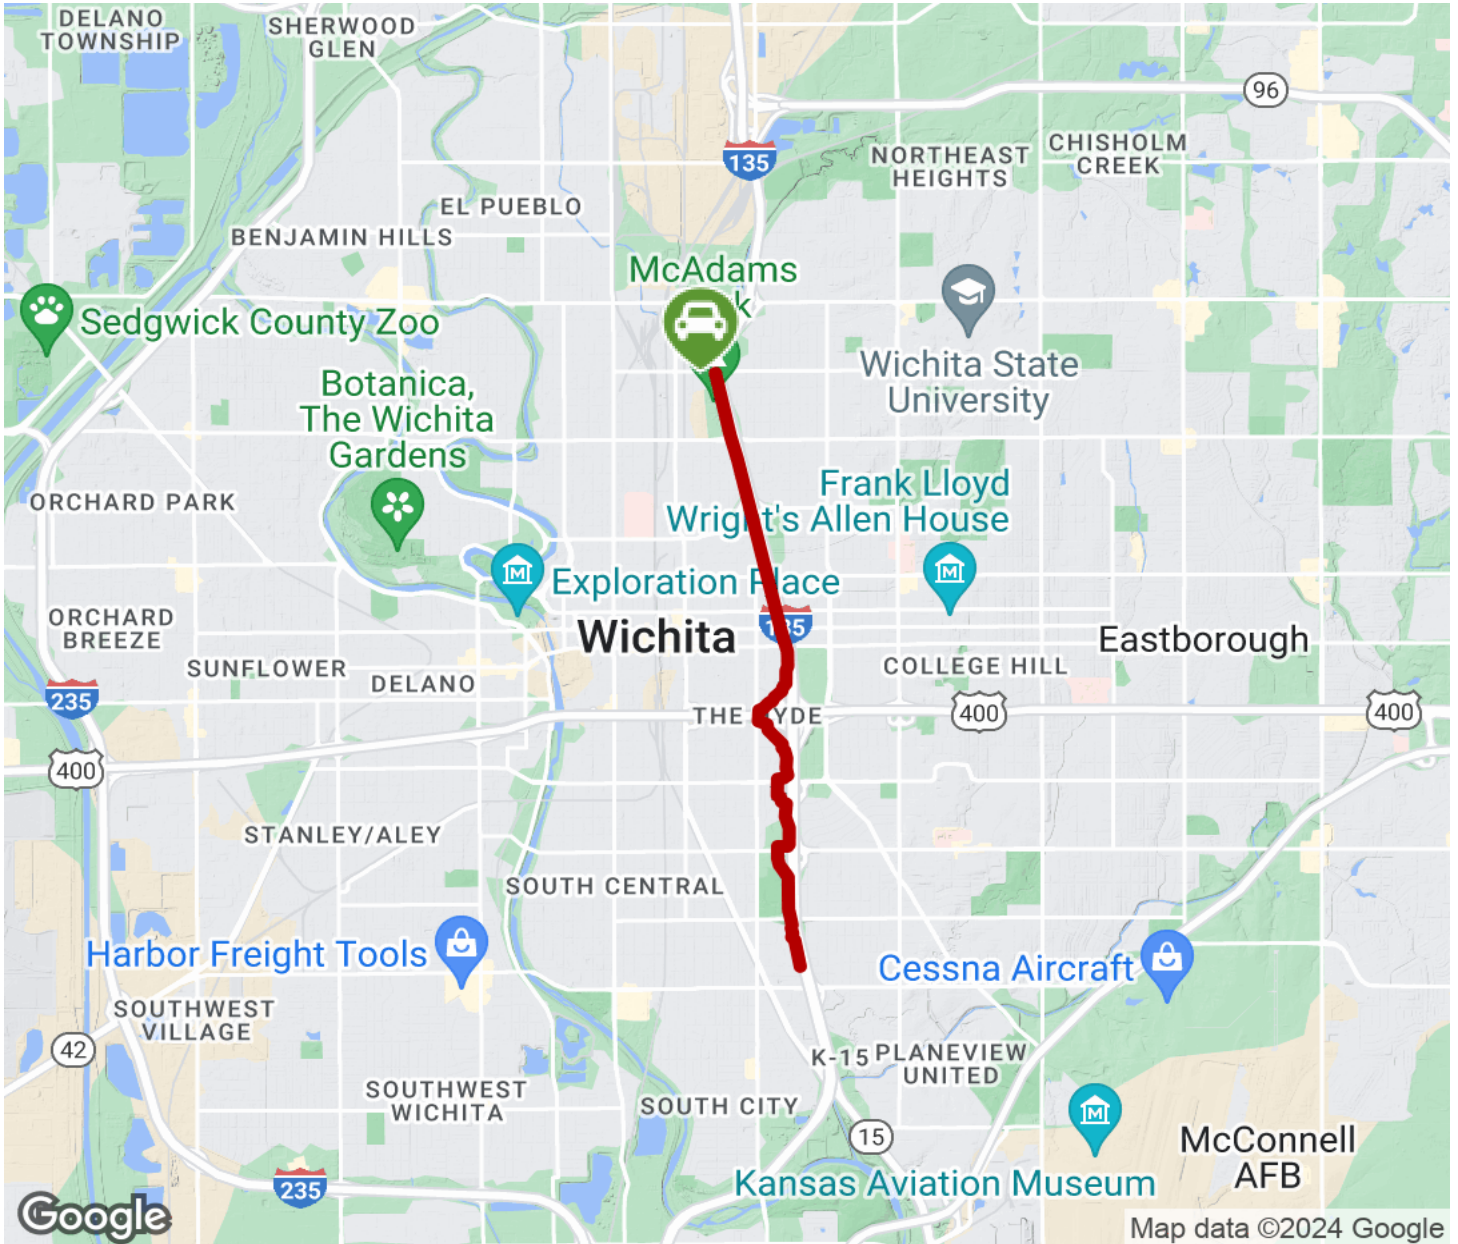 DELANO
TOWNSHIP
SHERWOOD
GLEN
96
135
NORTHEAST
HEIGHTS
CHISHOLM
CREEK
EL PUEBLO
BENJAMIN HILLS
McAdams
Sedgwick County Zoo
Wichita State
University
Botanica,
The Wichita
Gardens
ORCHARD PARK
Frank Lloyd
Wright's Allen House
Exploration Place
135
Wichita
ORCHARD
BREEZE
Eastborough
SUNFLOWER
DELANO
COLLEGE HILL
235
THE
400
400
400
STANLEY/ALEY
SOUTH CENTRAL
Harbor Freight Tools
Cessna Aircraft
SOUTHWEST
VILLAGE
42
K-15
PLANEVIEW
UNITED
SOUTHWEST
WICHITA
SOUTH CITY
15
McConnell
AFB
Kansas Aviation Museum
235
Google
Map data ©2024 Google